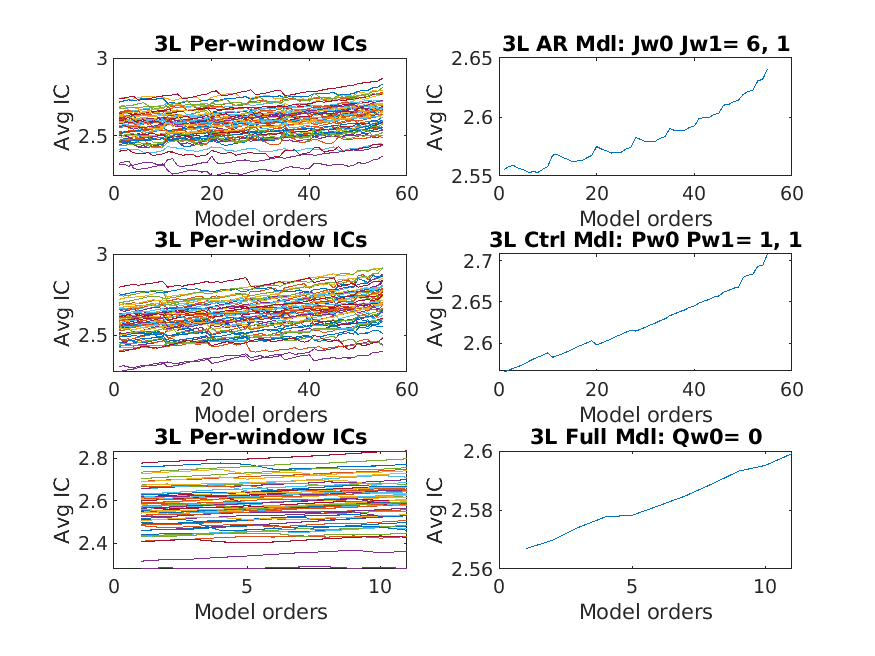 3L Per-window ICs
3L AR Mdl: Jw0 Jw1= 6, 1
3
2.5
Avg IC
0 20 40 60
Model orders
2.65
2.6
2.55
Avg IC
0 20 40 60
Model orders
3L Per-window ICs
3L Ctrl Mdl: Pw0 Pw1= 1, 1
3
2.5
Avg IC
0 20 40 60
Model orders
2.7
2.65
2.6
Avg IC
0 20 40 60
Model orders
3L Per-window ICs
3L Full Mdl: Qw0= 0
2.8
2.6
2.4
Avg IC
0 5 10
Model orders
2.6
2.58
2.56
Avg IC
0 5 10
Model orders